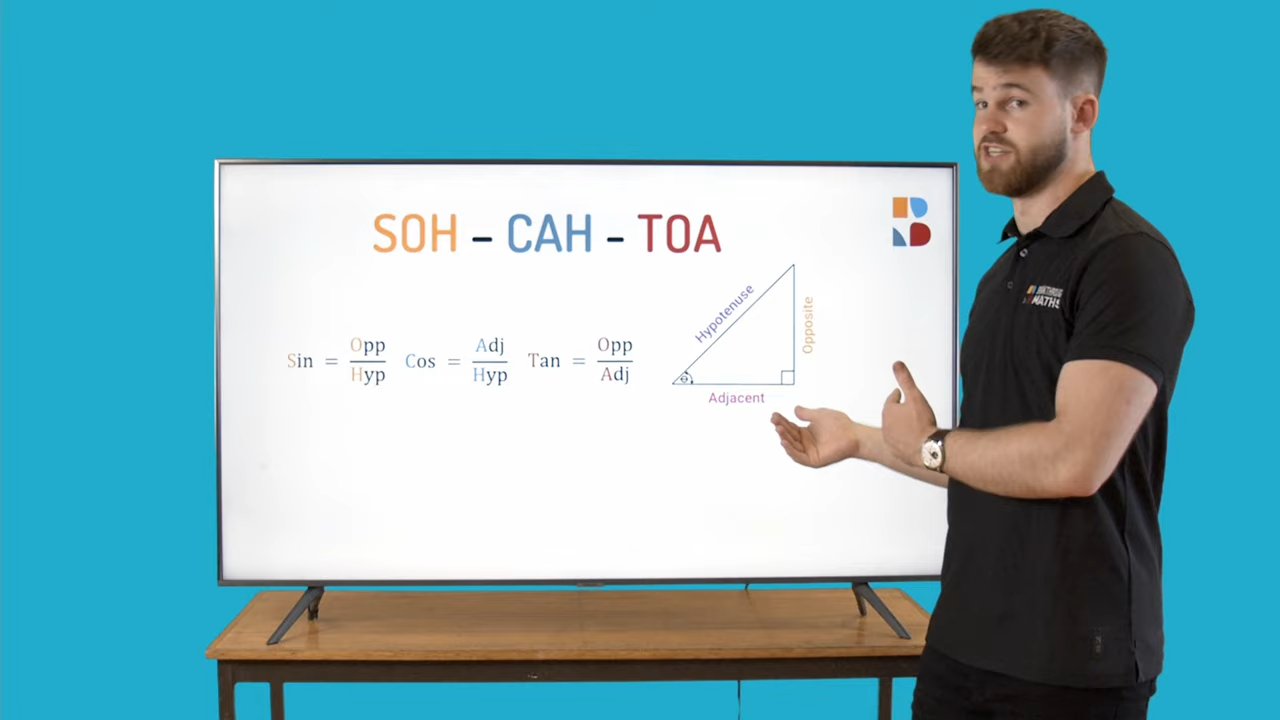 SOH – CAH – TOA
Sin = Opp/Hyp Cos = Adj/Hyp Tan = Opp/Adj
Hypotenuse
Opposite
θ
Adjacent
MATHS